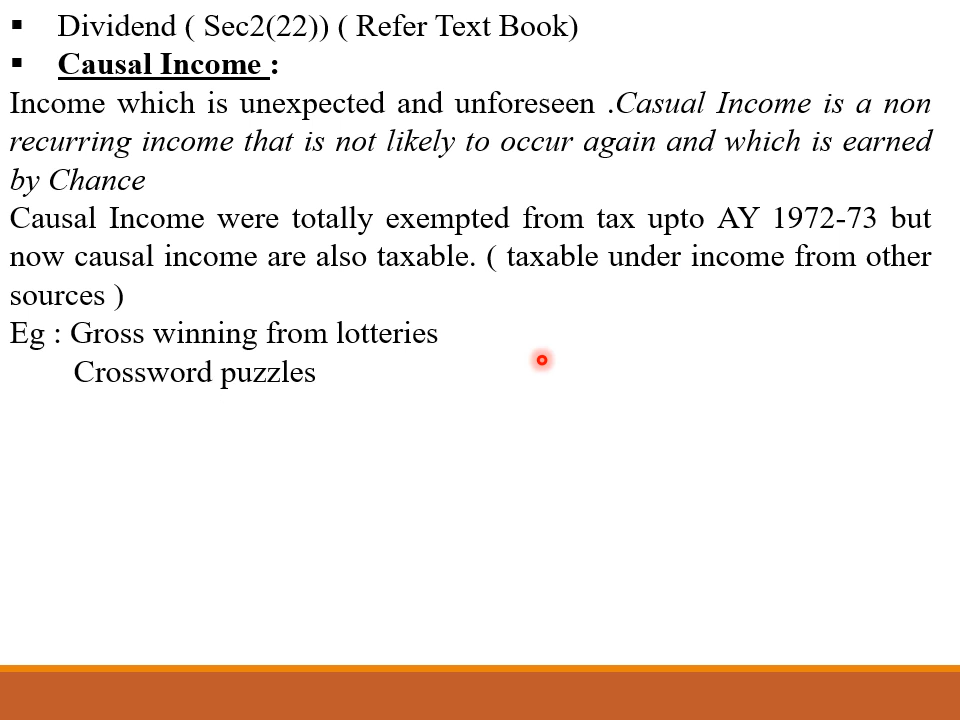 ▪ Dividend ( Sec2(22)) ( Refer Text Book)
▪ Causal Income :
Income which is unexpected and unforeseen .Casual Income is a non
recurring income that is not likely to occur again and which is earned
by Chance
Causal Income were totally exempted from tax upto AY 1972-73 but
now causal income are also taxable. ( taxable under income from other
sources )
Eg : Gross winning from lotteries
Crossword puzzles